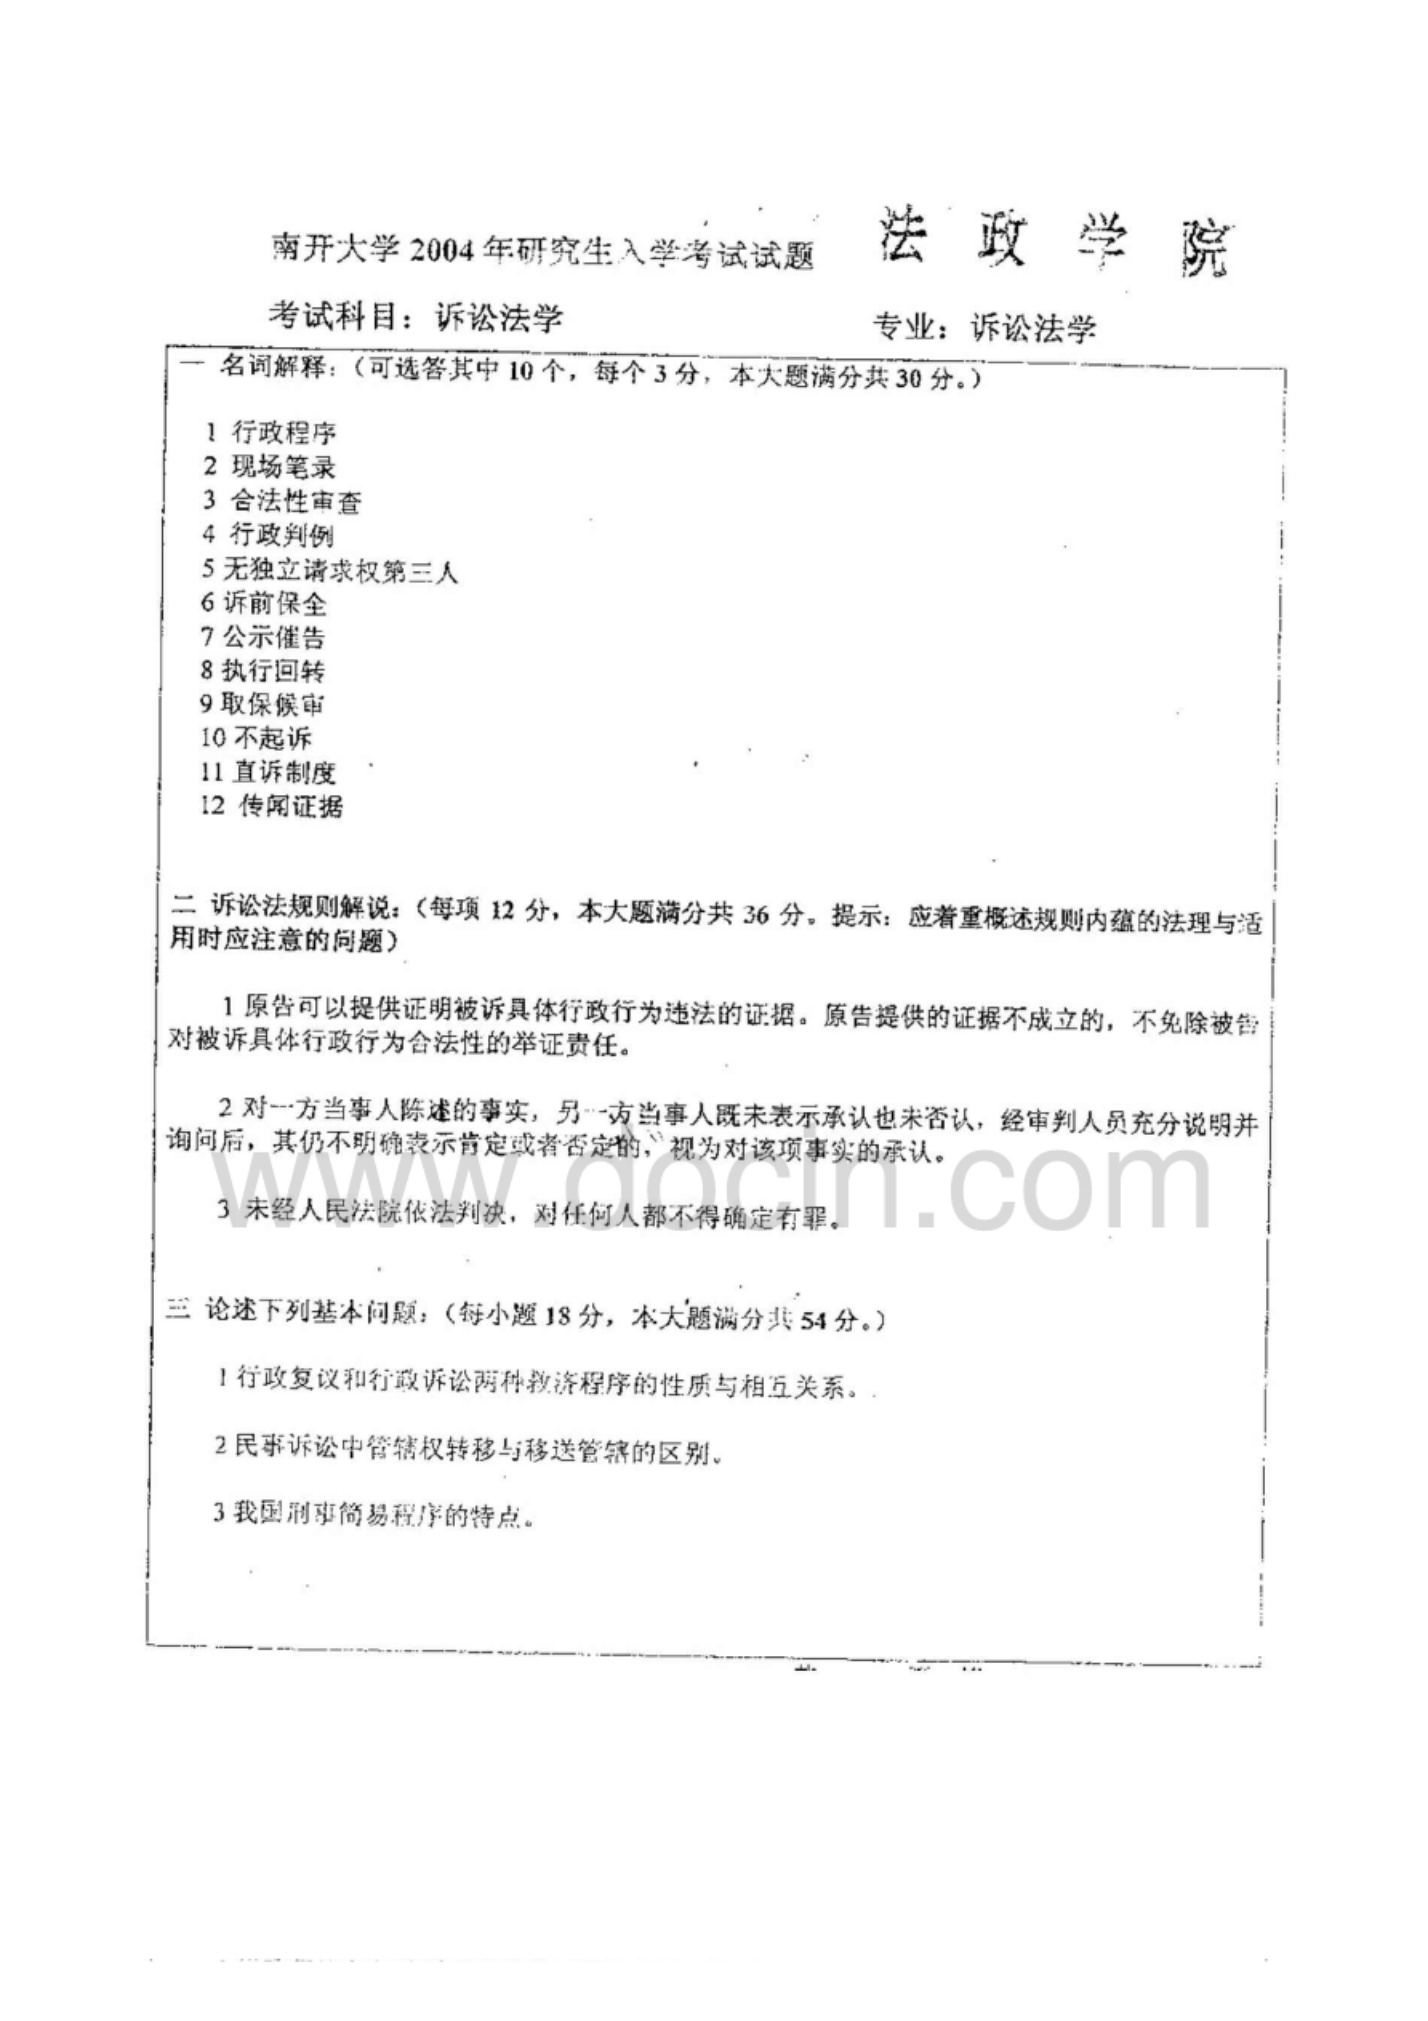 南开大学 2004 年研究生入学考试试题
法 政 学 院
考试科目：诉讼法学
专业：诉讼法学
一 名词解释：（可选答其中 10 个，每个 3 分，本大题满分共 30 分。）
1 行政程序
2 现场笔录
3 合法性审查
4 行政判例
5 无独立请求权第三人
6 诉前保全
7 公示催告
8 执行回转
9 取保候审
10 不起诉
11 直诉制度
12 传闻证据
二 诉讼法规则解说：（每项 12 分，本大题满分共 36 分。提示：应着重概述规则内蕴的法理与适
用时应注意的问题）
1 原告可以提供证明被诉具体行政行为违法的证据。原告提供的证据不成立的，不免除被告
对被诉具体行政行为合法性的举证责任。
2 对一方当事人陈述的事实，另一方当事人既未表示承认也未否认，经审判人员充分说明并
询问后，其仍不明确表示肯定或者否定的，视为对该项事实的承认。
www.docin.com
3 未经人民法院依法判决，对任何人都不得确定有罪。
三 论述下列基本问题：（每小题 18 分，本大题满分共 54 分。）
1 行政复议和行政诉讼两种救济程序的性质与相互关系。
2 民事诉讼中管辖权转移与移送管辖的区别。
3 我国刑事简易程序的特点。